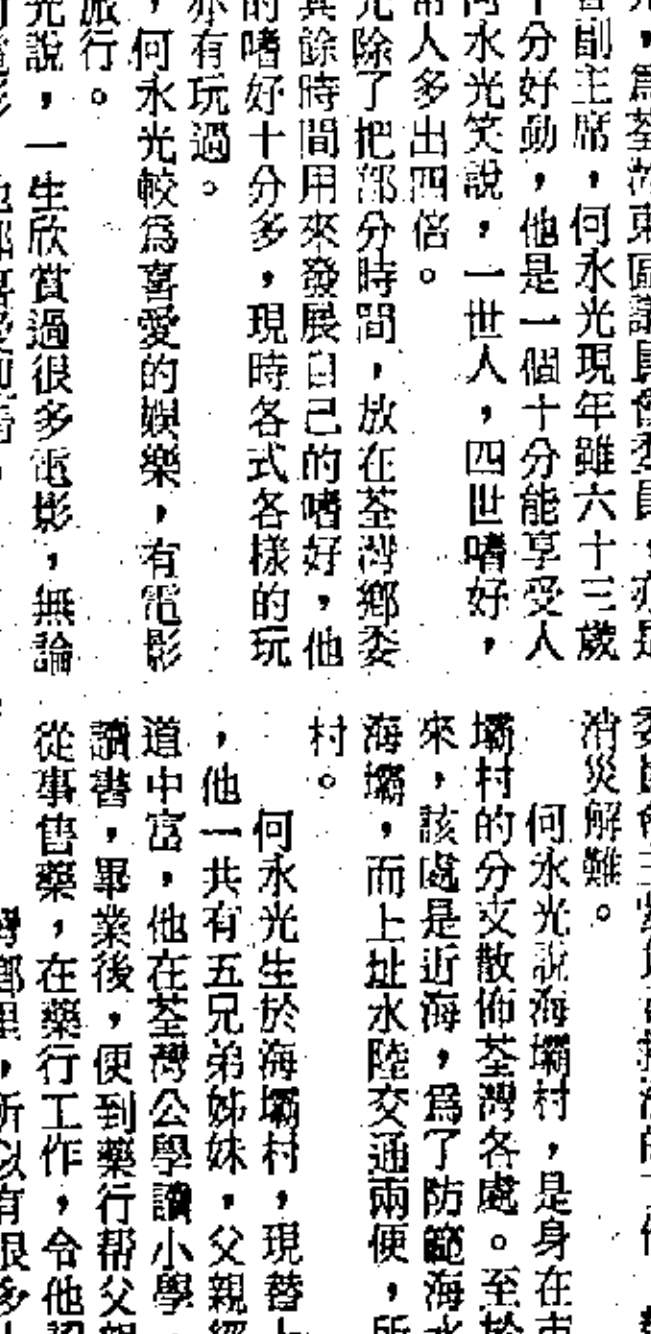 副主席，何永光現年雖六十三歲
十分好動，他是一個十分能享受人
何水光笑說，一世人，四世嗜好，
常人多出四倍。
光除了把部分時間，放在荃灣鄉委
其餘時間用來發展自己的嗜好，他
的嗜好十分多，現時各式各樣的玩
亦有玩過。
，何永光較爲喜愛的娛樂，有電影
旅行。
光說，一生欣賞過很多電影，無論
消災解難。
何永光說海壩村，是身在市
壩村的分支散佈荃灣各處。至於
來，該處是近海，爲了防範海水
海壩，而上址水陸交通兩便，所
村。
何永光生於海壩村，現替
，他一共有五兄弟姊妹，父親經
道中富，他在荃灣公學讀小學，
讀書，畢業後，便到藥行帮父親
從事售藥，在藥行工作，令他
灣鄉里，所以有很多